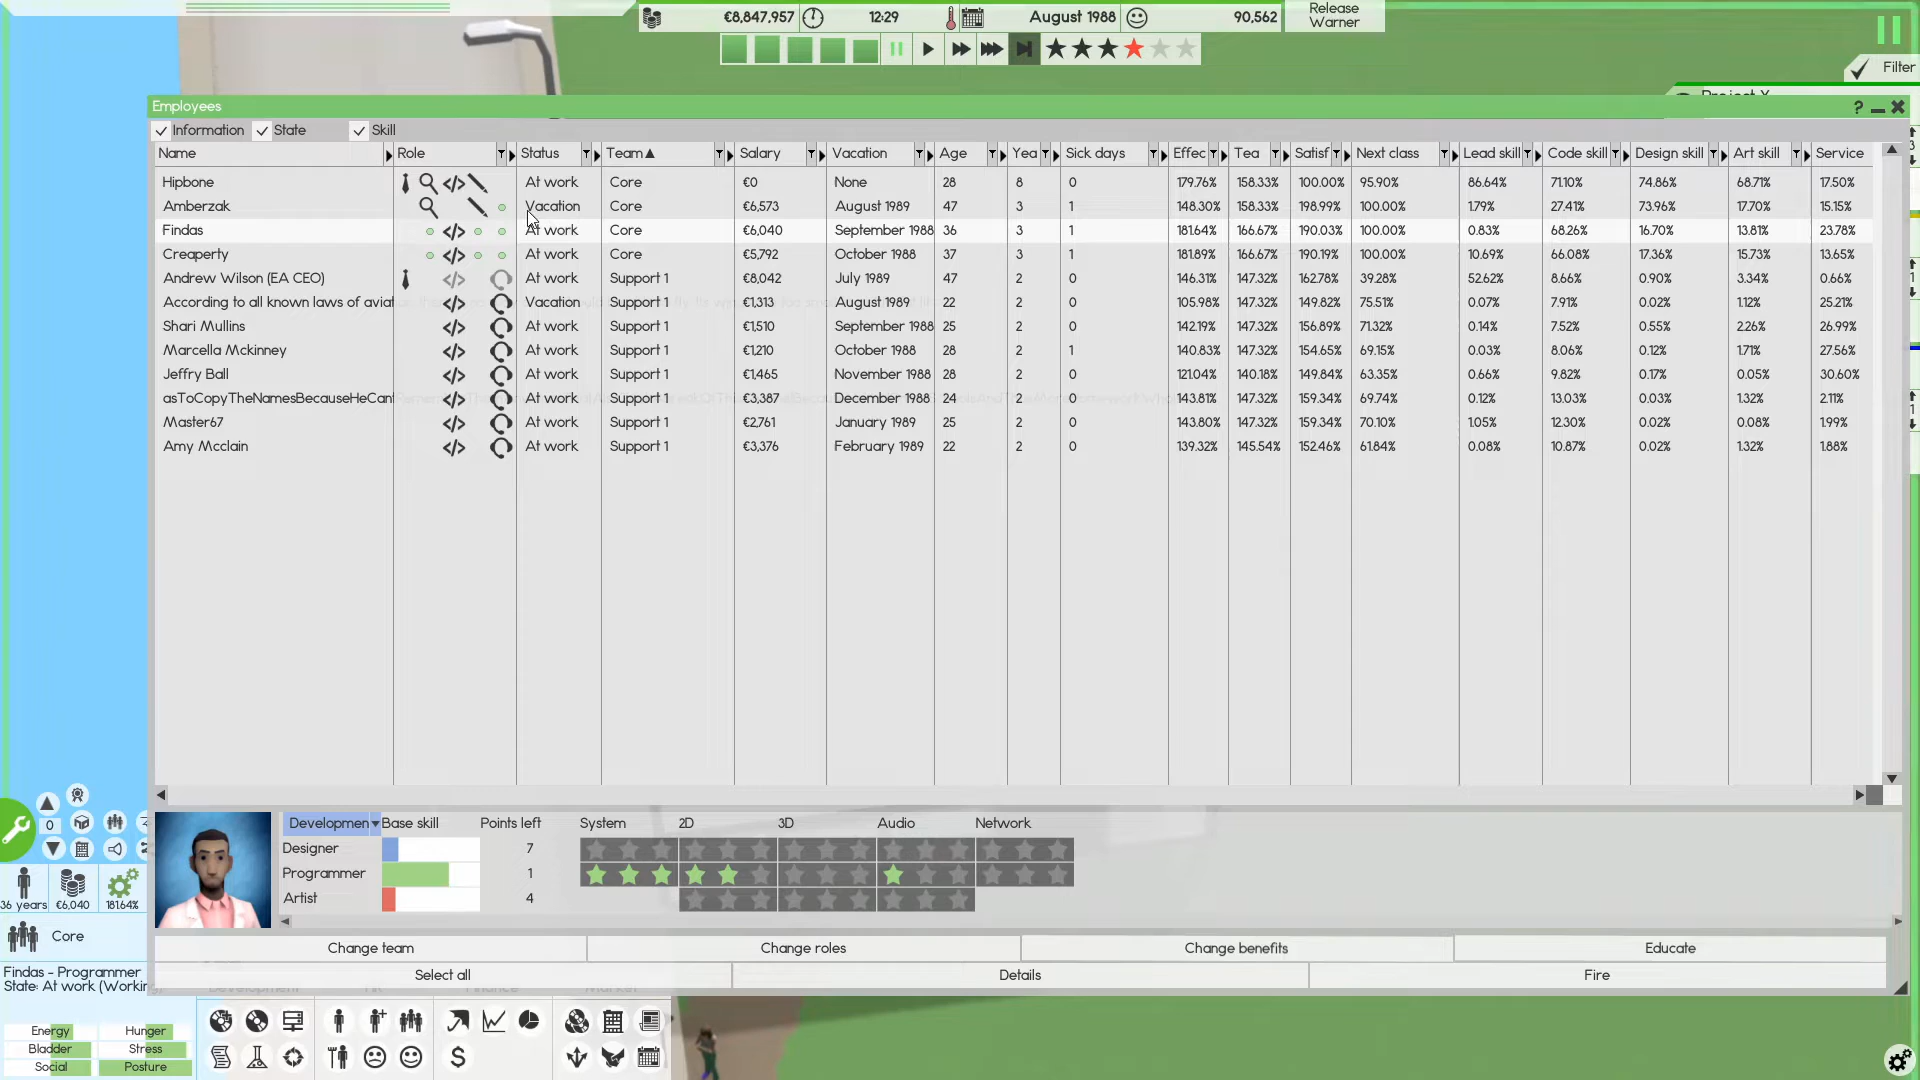 €8,847,957 12:29 August 1988 90,562 Release Warner
Filter
Employees
Information State Skill
Name Role Status Team Salary Vacation Age Yea Sick days Effec Tea Satisf Next class Lead skill Code skill Design skill Art skill Service
Hipbone At work Core €0 None 28 8 0 179.76% 158.33% 100.00% 95.90% 86.64% 71.10% 74.86% 68.71% 17.50%
Amberzak Vacation Core €6,573 August 1989 47 3 1 148.30% 158.33% 198.99% 100.00% 1.79% 27.41% 73.96% 17.70% 15.15%
Findas At work Core €6,040 September 1988 36 3 1 181.64% 166.67% 190.03% 100.00% 0.83% 68.26% 16.70% 13.81% 23.78%
Creaperty At work Core €5,792 October 1988 37 3 1 181.89% 166.67% 190.19% 100.00% 10.69% 66.08% 17.36% 15.73% 13.65%
Andrew Wilson (EA CEO) At work Support 1 €8,042 July 1989 47 2 0 146.31% 147.32% 162.78% 39.28% 52.62% 8.66% 0.90% 3.34% 0.66%
According to all known laws of aviat Vacation Support 1 €1,313 August 1989 22 2 0 105.98% 147.32% 149.82% 75.51% 0.07% 7.91% 0.02% 1.12% 25.21%
Shari Mullins At work Support 1 €1,510 September 1988 25 2 0 142.19% 147.32% 156.89% 71.32% 0.14% 7.52% 0.55% 2.26% 26.99%
Marcella Mckinney At work Support 1 €1,210 October 1988 28 2 1 140.83% 147.32% 154.65% 69.15% 0.03% 8.06% 0.12% 1.71% 27.56%
Jeffry Ball At work Support 1 €1,465 November 1988 28 2 0 121.04% 140.18% 149.84% 63.35% 0.66% 9.82% 0.17% 0.05% 30.60%
asToCopyTheNamesBecauseHeCant At work Support 1 €3,387 December 1988 24 2 0 143.81% 147.32% 159.34% 69.74% 0.12% 13.03% 0.03% 1.32% 2.11%
Master67 At work Support 1 €2,761 January 1989 25 2 0 143.80% 147.32% 159.34% 70.10% 1.05% 12.30% 0.02% 0.08% 1.99%
Amy Mcclain At work Support 1 €3,376 February 1989 22 2 0 139.32% 145.54% 152.46% 61.84% 0.08% 10.87% 0.02% 1.32% 1.88%
Developmen Base skill Points left System 2D 3D Audio Network
Designer 7
Programmer 1
Artist 4
0
36 years €6,040 181.64%
Core
Change team Change roles Change benefits Educate
Select all Details Fire
Findas - Programmer
State: At work (Working
Energy Hunger
Bladder Stress
Social Posture